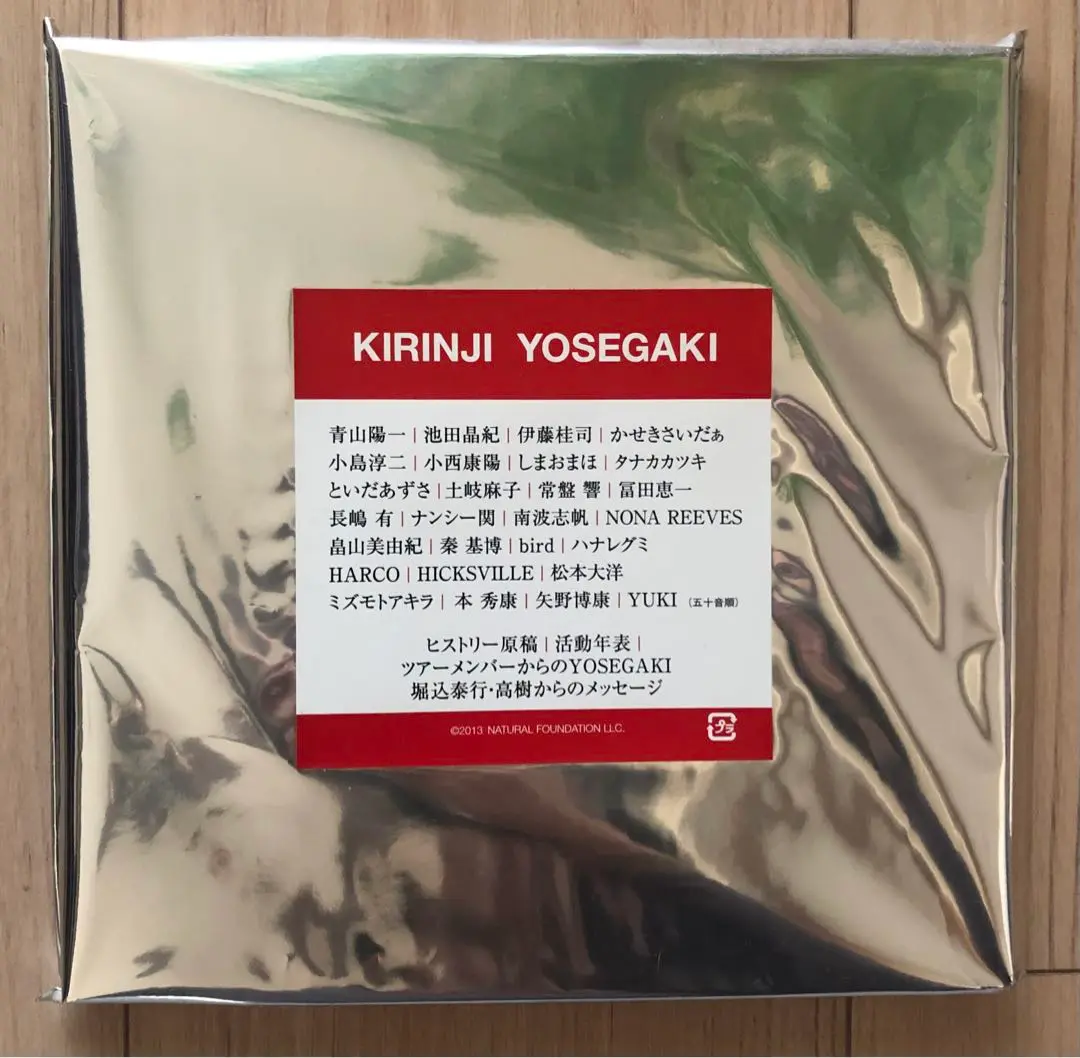 KIRINJI YOSEGAKI
青山陽一 | 池田晶紀 | 伊藤桂司 | かせきさいだぁ
小島淳二 | 小西康陽 | しまおまほ | タナカカツキ
といだあずさ | 土岐麻子 | 常盤 響 | 冨田恵一
長嶋 有 | ナンシー関 | 南波志帆 | NONA REEVES
畠山美由紀 | 秦 基博 | bird | ハナレグミ
HARCO | HICKSVILLE | 松本大洋
ミズモトアキラ | 本 秀康 | 矢野博康 | YUKI (五十音順)
ヒストリー原稿 | 活動年表 |
ツアーメンバーからのYOSEGAKI
堀込泰行・高樹からのメッセージ
©2013 NATURAL FOUNDATION LLC.
プラ